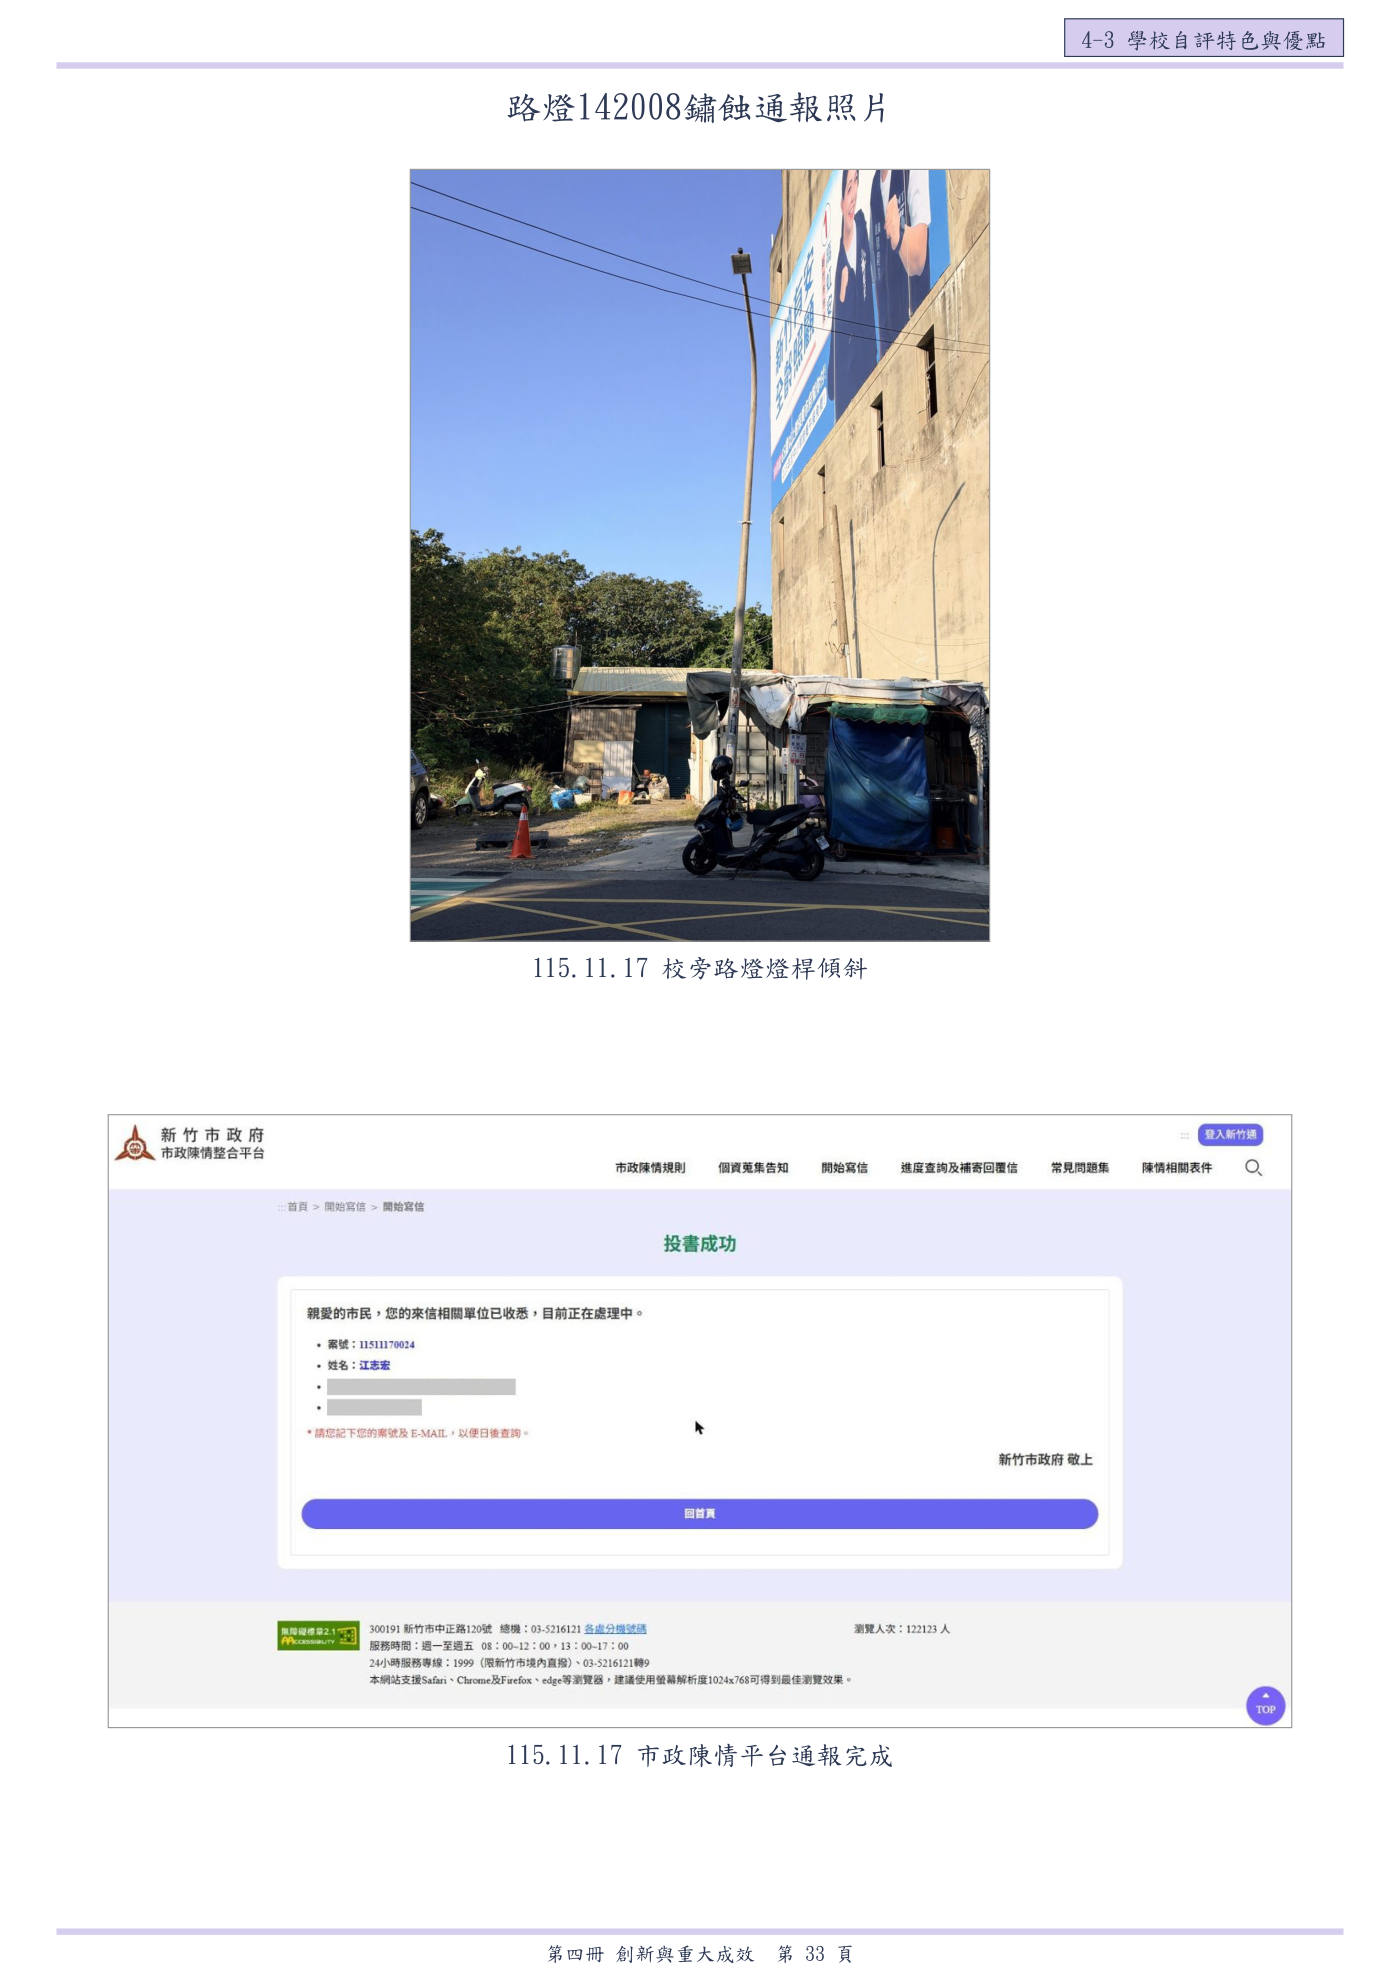 4-3 學校自評特色與優點
路燈142008鏽蝕通報照片
新竹有在
全齡照顧
115.11.17 校旁路燈燈桿傾斜
新竹市政府
市政陳情整合平台
登入新竹通
市政陳情規則 個資蒐集告知 開始寫信 進度查詢及補寄回覆信 常見問題集 陳情相關表件
:::首頁 > 開始寫信 > 開始寫信
投書成功
親愛的市民，您的來信相關單位已收悉，目前正在處理中。
• 案號：11511170024
• 姓名：江志宏
* 請您記下您的案號及 E-MAIL，以便日後查詢。
新竹市政府 敬上
回首頁
無障礙標章2.1
ACCESSIBILITY
300191 新竹市中正路120號 總機：03-5216121 各處分機號碼
瀏覽人次：122123 人
服務時間：週一至週五 08：00~12：00，13：00~17：00
24小時服務專線：1999（限新竹市境內直撥）、03-5216121轉9
本網站支援Safari、Chrome及Firefox、edge等瀏覽器，建議使用螢幕解析度1024x768可得到最佳瀏覽效果。
TOP
115.11.17 市政陳情平台通報完成
第四冊 創新與重大成效 第 33 頁